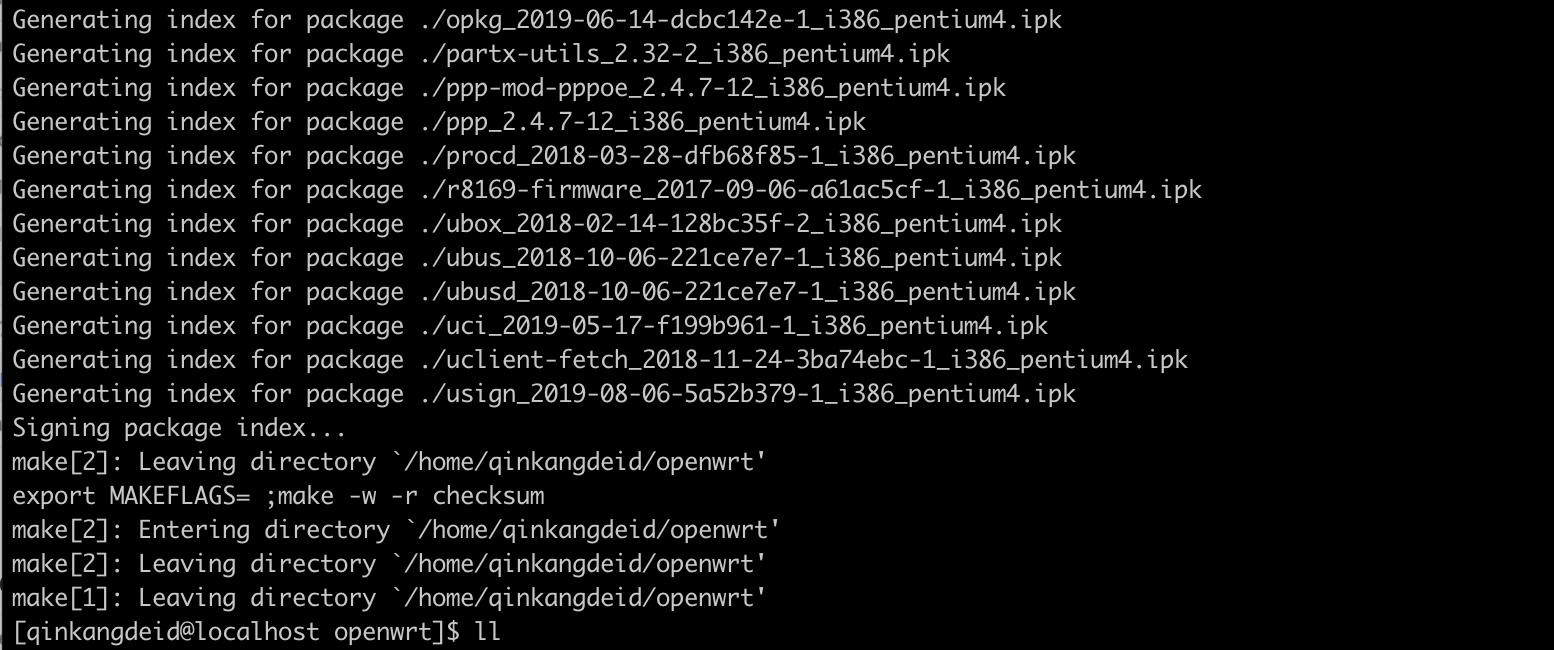 Generating index for package ./opkg_2019-06-14-dcbc142e-1_i386_pentium4.ipk
Generating index for package ./partx-utils_2.32-2_i386_pentium4.ipk
Generating index for package ./ppp-mod-pppoe_2.4.7-12_i386_pentium4.ipk
Generating index for package ./ppp_2.4.7-12_i386_pentium4.ipk
Generating index for package ./procd_2018-03-28-dfb68f85-1_i386_pentium4.ipk
Generating index for package ./r8169-firmware_2017-09-06-a61ac5cf-1_i386_pentium4.ipk
Generating index for package ./ubox_2018-02-14-128bc35f-2_i386_pentium4.ipk
Generating index for package ./ubus_2018-10-06-221ce7e7-1_i386_pentium4.ipk
Generating index for package ./ubusd_2018-10-06-221ce7e7-1_i386_pentium4.ipk
Generating index for package ./uci_2019-05-17-f199b961-1_i386_pentium4.ipk
Generating index for package ./uclient-fetch_2018-11-24-3ba74ebc-1_i386_pentium4.ipk
Generating index for package ./usign_2019-08-06-5a52b379-1_i386_pentium4.ipk
Signing package index...
make[2]: Leaving directory `/home/qinkangdeid/openwrt'
export MAKEFLAGS= ;make -w -r checksum
make[2]: Entering directory `/home/qinkangdeid/openwrt'
make[2]: Leaving directory `/home/qinkangdeid/openwrt'
make[1]: Leaving directory `/home/qinkangdeid/openwrt'
[qinkangdeid@localhost openwrt]$ ll